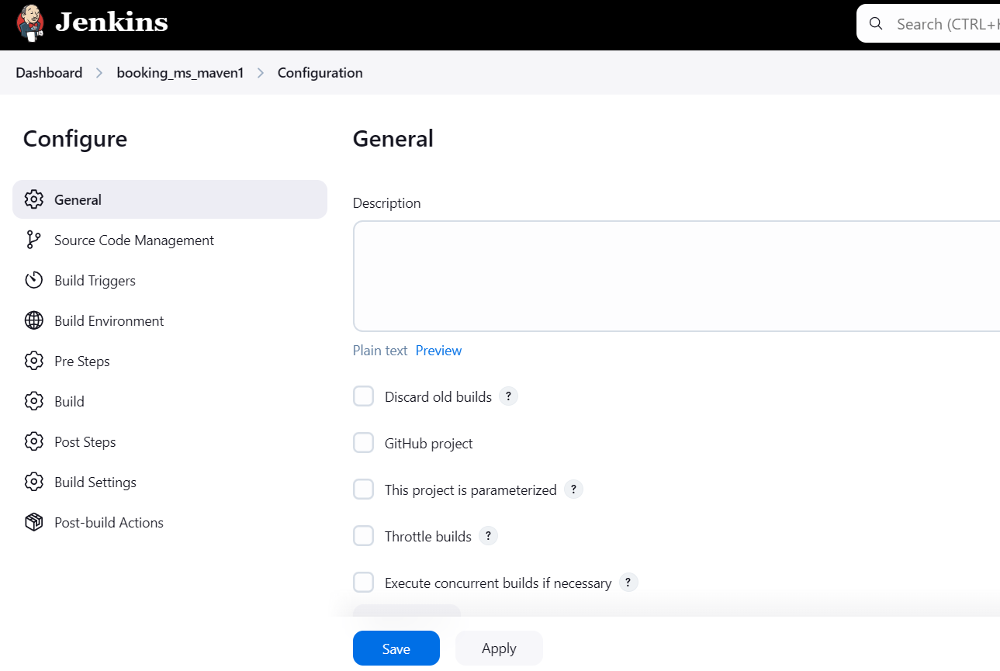 Jenkins
Search (CTRL+K
Dashboard > booking_ms_maven1 > Configuration
Configure
General
Source Code Management
Build Triggers
Build Environment
Pre Steps
Build
Post Steps
Build Settings
Post-build Actions
General
Description
Plain text Preview
Discard old builds ?
GitHub project
This project is parameterized ?
Throttle builds ?
Execute concurrent builds if necessary ?
Save
Apply